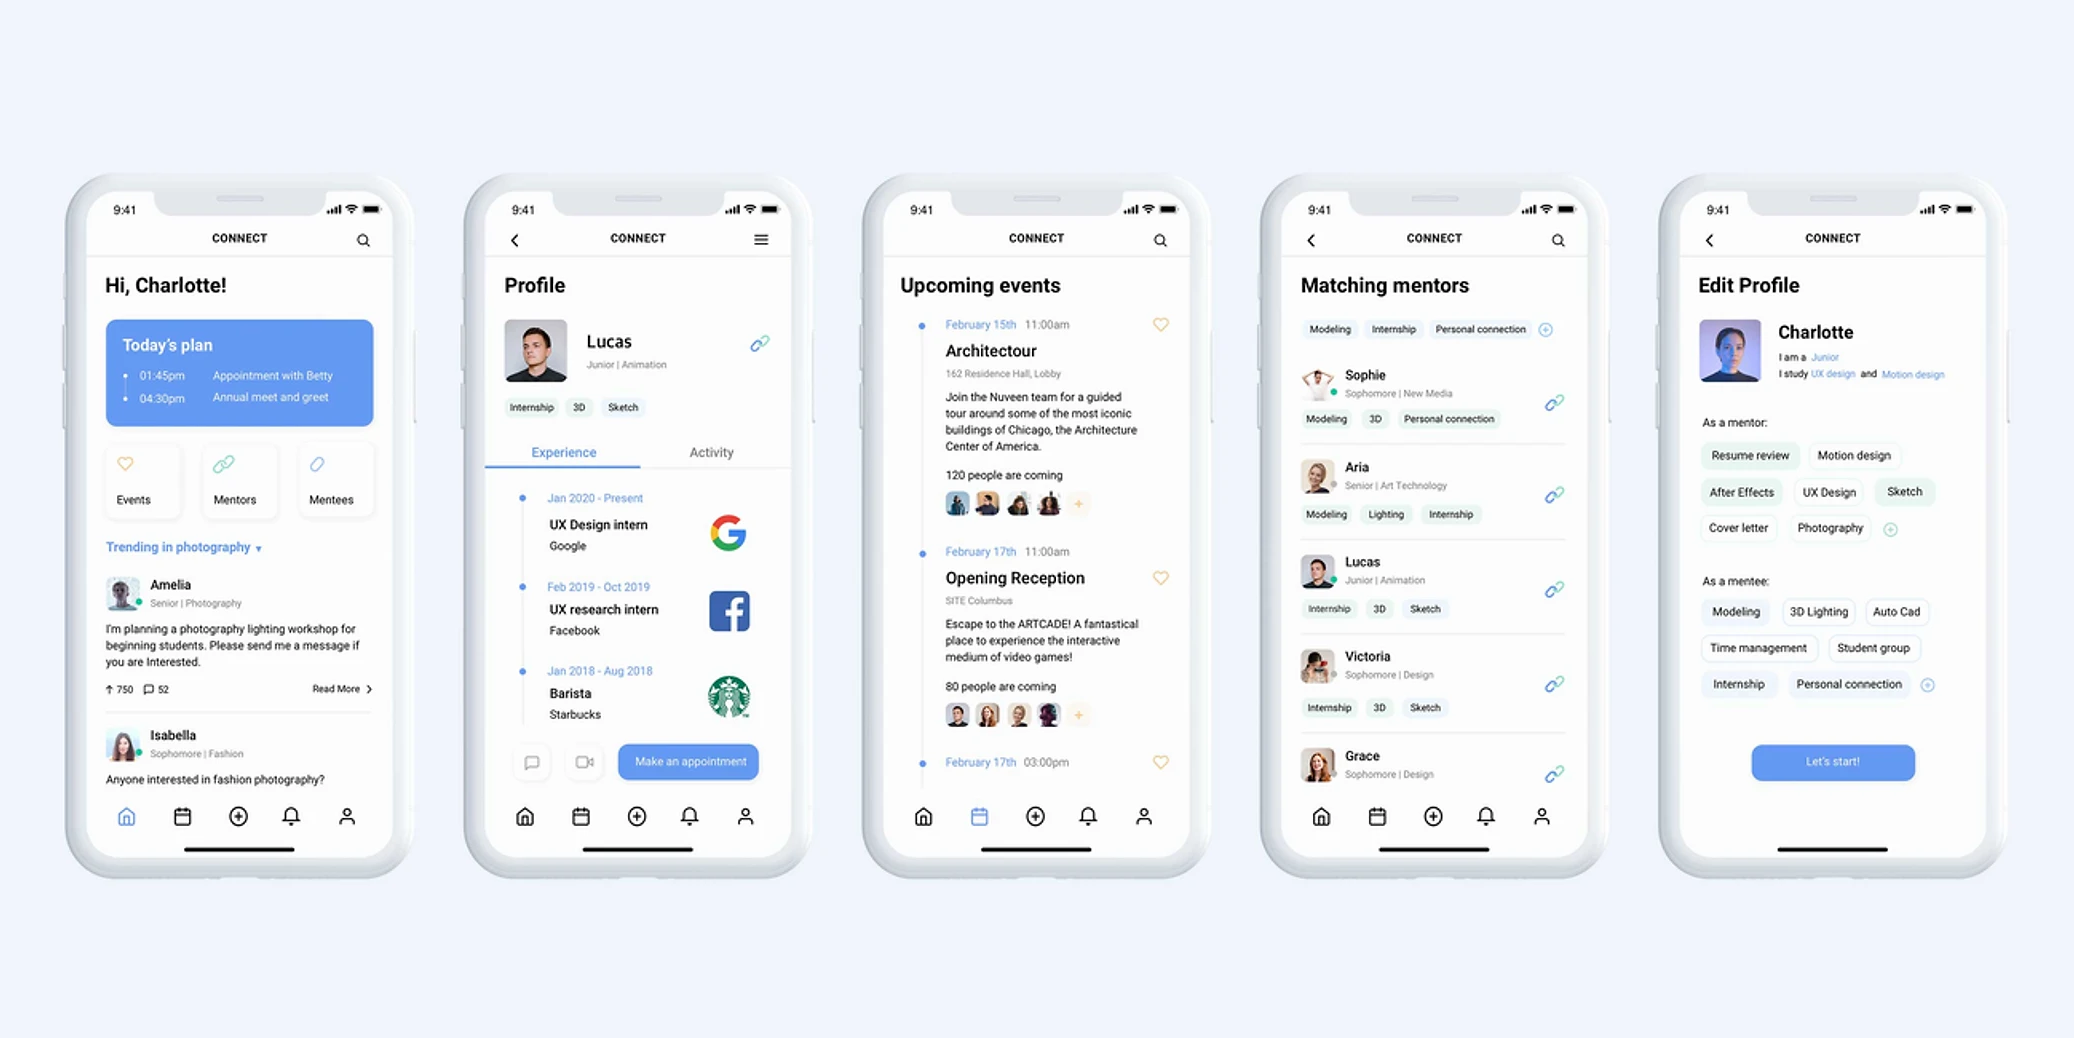 9:41
CONNECT
Hi, Charlotte!
Today's plan
01:45pm Appointment with Betty
04:30pm Annual meet and greet
Events Mentors Mentees
Trending in photography
Amelia
Senior | Photography
I'm planning a photography lighting workshop for
beginning students. Please send me a message if
you are Interested.
750 52 Read More
Isabella
Sophomore | Fashion
Anyone interested in fashion photography?
9:41
CONNECT
Profile
Lucas
Junior | Animation
Internship 3D Sketch
Experience Activity
Jan 2020 - Present
UX Design intern
Google
Feb 2019 - Oct 2019
UX research intern
Facebook
Jan 2018 - Aug 2018
Barista
Starbucks
Make an appointment
9:41
CONNECT
Upcoming events
February 15th 11:00am
Architectour
162 Residence Hall, Lobby
Join the Nuveen team for a guided
tour around some of the most iconic
buildings of Chicago, the Architecture
Center of America.
120 people are coming
February 17th 11:00am
Opening Reception
SITE Columbus
Escape to the ARTCADE! A fantastical
place to experience the interactive
medium of video games!
80 people are coming
February 17th 03:00pm
9:41
CONNECT
Matching mentors
Modeling Internship Personal connection
Sophie
Sophomore | New Media
Modeling 3D Personal connection
Aria
Senior | Art Technology
Modeling Lighting Internship
Lucas
Junior | Animation
Internship 3D Sketch
Victoria
Sophomore | Design
Internship 3D Sketch
Grace
Sophomore | Design
9:41
CONNECT
Edit Profile
Charlotte
I am a Junior
I study UX design and Motion design
As a mentor:
Resume review Motion design
After Effects UX Design Sketch
Cover letter Photography
As a mentee:
Modeling 3D Lighting Auto Cad
Time management Student group
Internship Personal connection
Let's start!